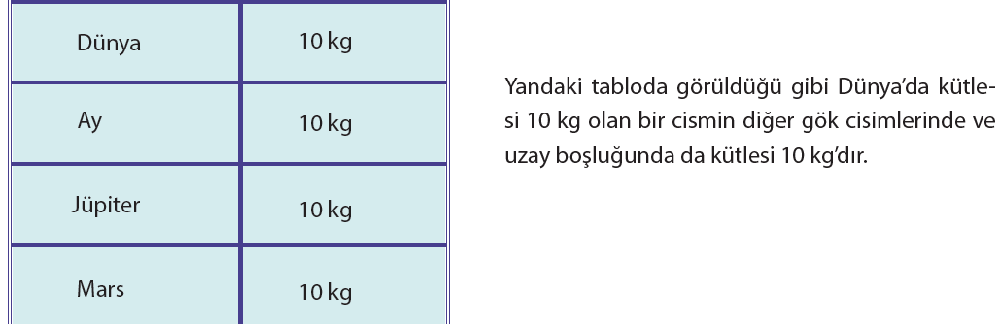 Dünya 10 kg
Ay 10 kg
Jüpiter 10 kg
Mars 10 kg
Yandaki tabloda görüldüğü gibi Dünya’da kütle-
si 10 kg olan bir cismin diğer gök cisimlerinde ve
uzay boşluğunda da kütlesi 10 kg’dır.